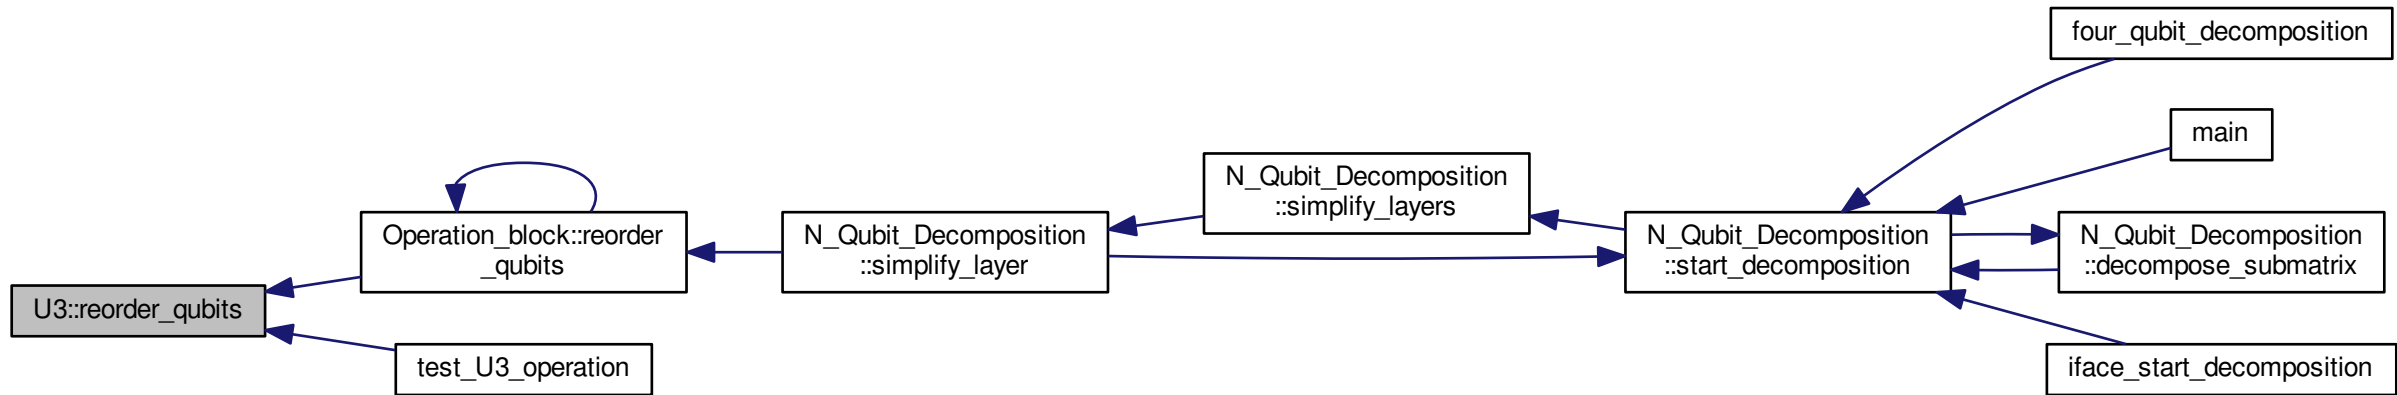 four_qubit_decomposition
main
N_Qubit_Decomposition
::simplify_layers
Operation_block::reorder
_qubits
N_Qubit_Decomposition
::simplify_layer
N_Qubit_Decomposition
::start_decomposition
N_Qubit_Decomposition
::decompose_submatrix
U3::reorder_qubits
test_U3_operation
iface_start_decomposition